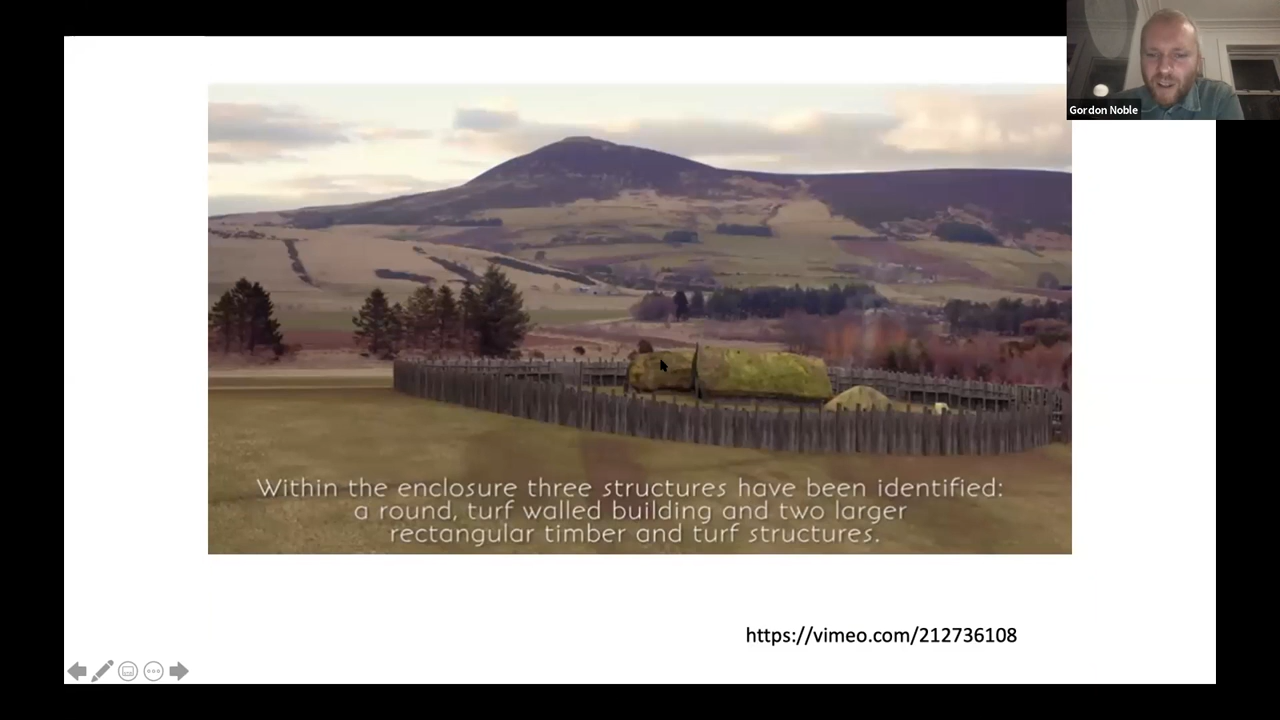 Gordon Noble
Within the enclosure three structures have been identified:
a round, turf walled building and two larger
rectangular timber and turf structures.
https://vimeo.com/212736108